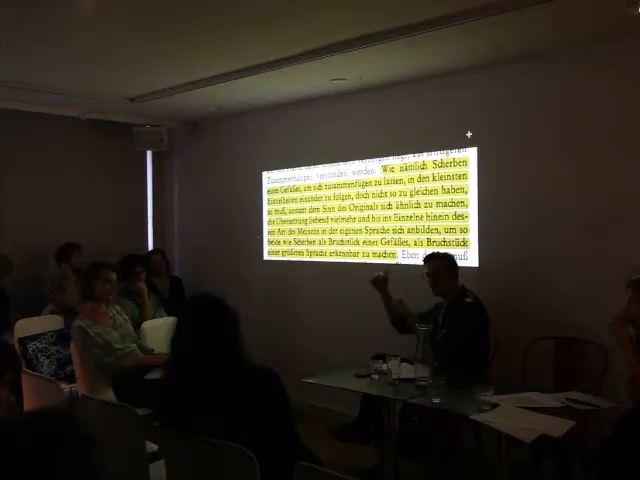 Zusammenhängen verstanden werden. Wie nämlich Scherben
eines Gefäßes, um sich zusammenfügen zu lassen, in den kleinsten
Einzelheiten einander zu folgen, doch nicht so zu gleichen haben,
so muß, anstatt dem Sinn des Originals sich ähnlich zu machen,
die Übersetzung liebend vielmehr und bis ins Einzelne hinein des-
sen Art des Meinens in der eigenen Sprache sich anbilden, um so
beide wie Scherben als Bruchstück eines Gefäßes, als Bruchstück
einer größeren Sprache erkennbar zu machen. Eben muß